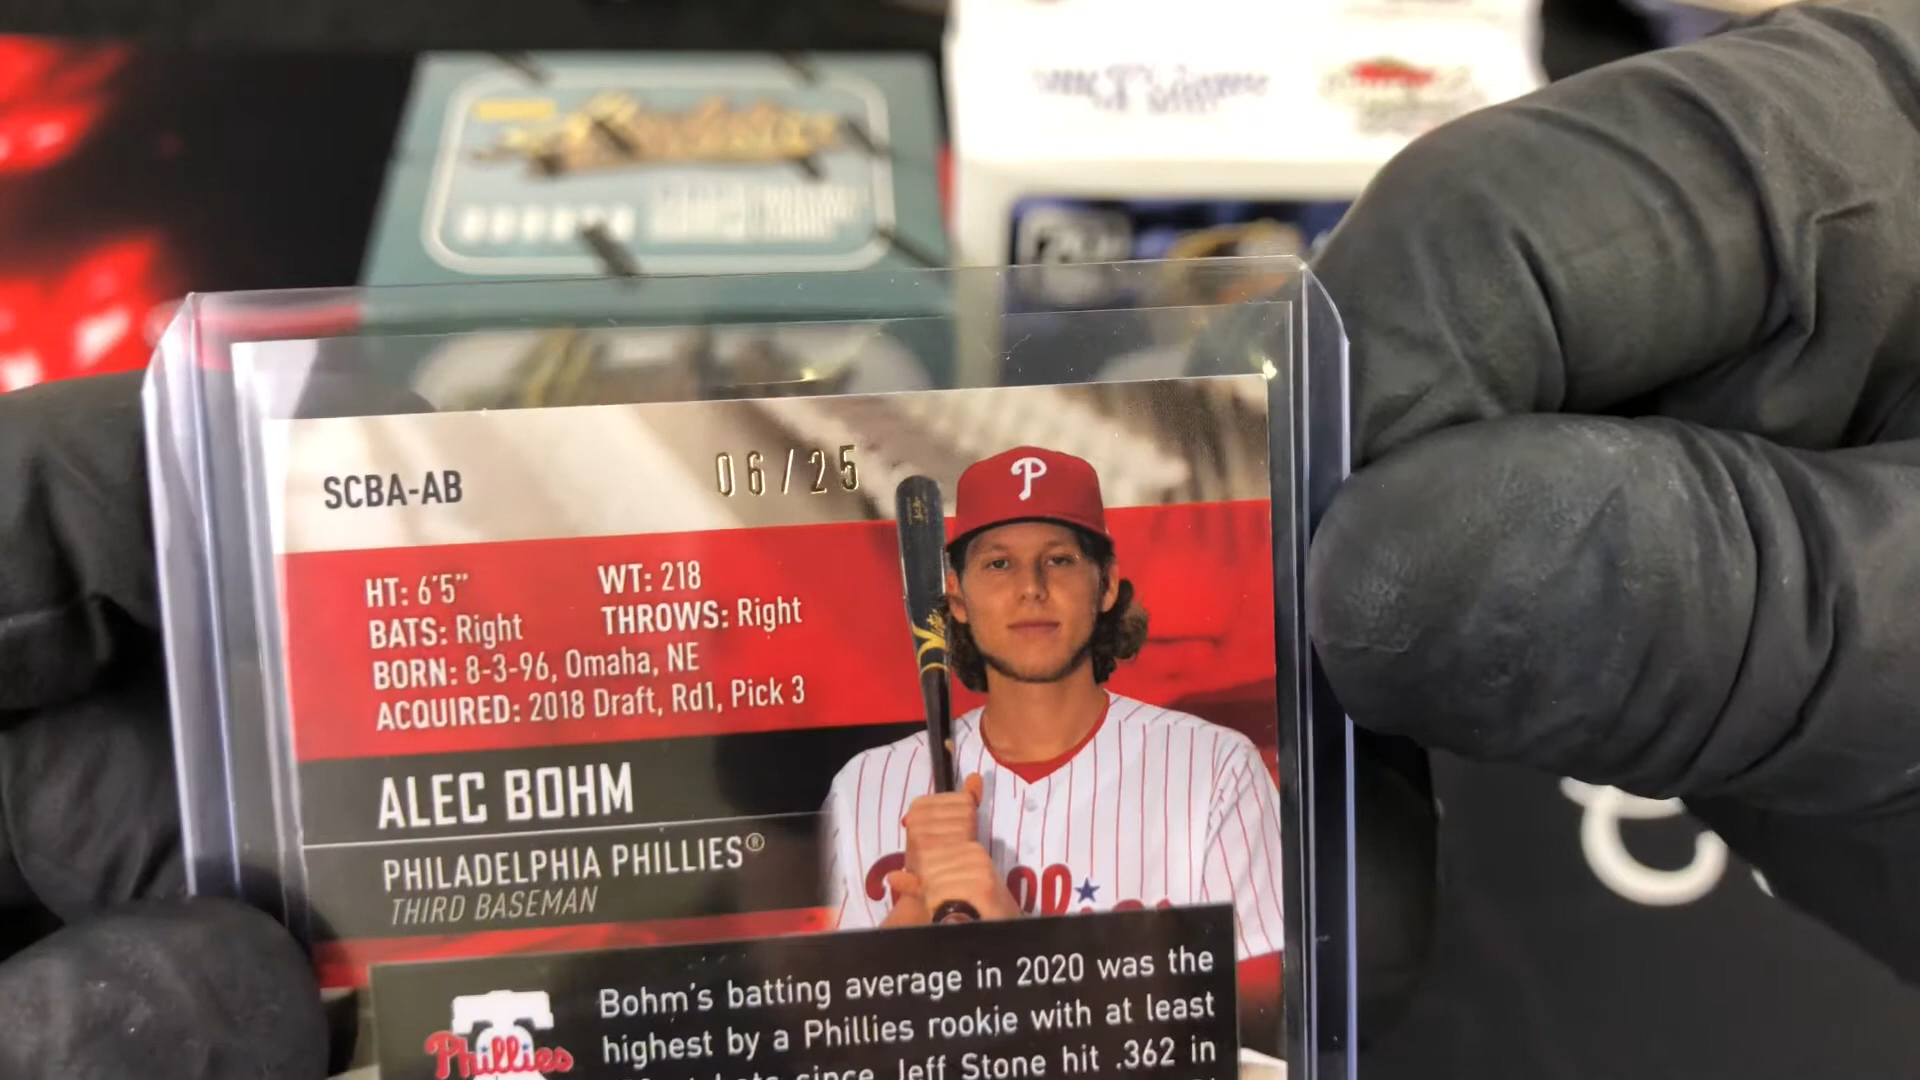 SCBA-AB
06/25
HT: 6'5" WT: 218
BATS: Right THROWS: Right
BORN: 8-3-96, Omaha, NE
ACQUIRED: 2018 Draft, Rd1, Pick 3
ALEC BOHM
PHILADELPHIA PHILLIES®
THIRD BASEMAN
P
Phillies
Bohm's batting average in 2020 was the
highest by a Phillies rookie with at least
since Jeff Stone hit .362 in